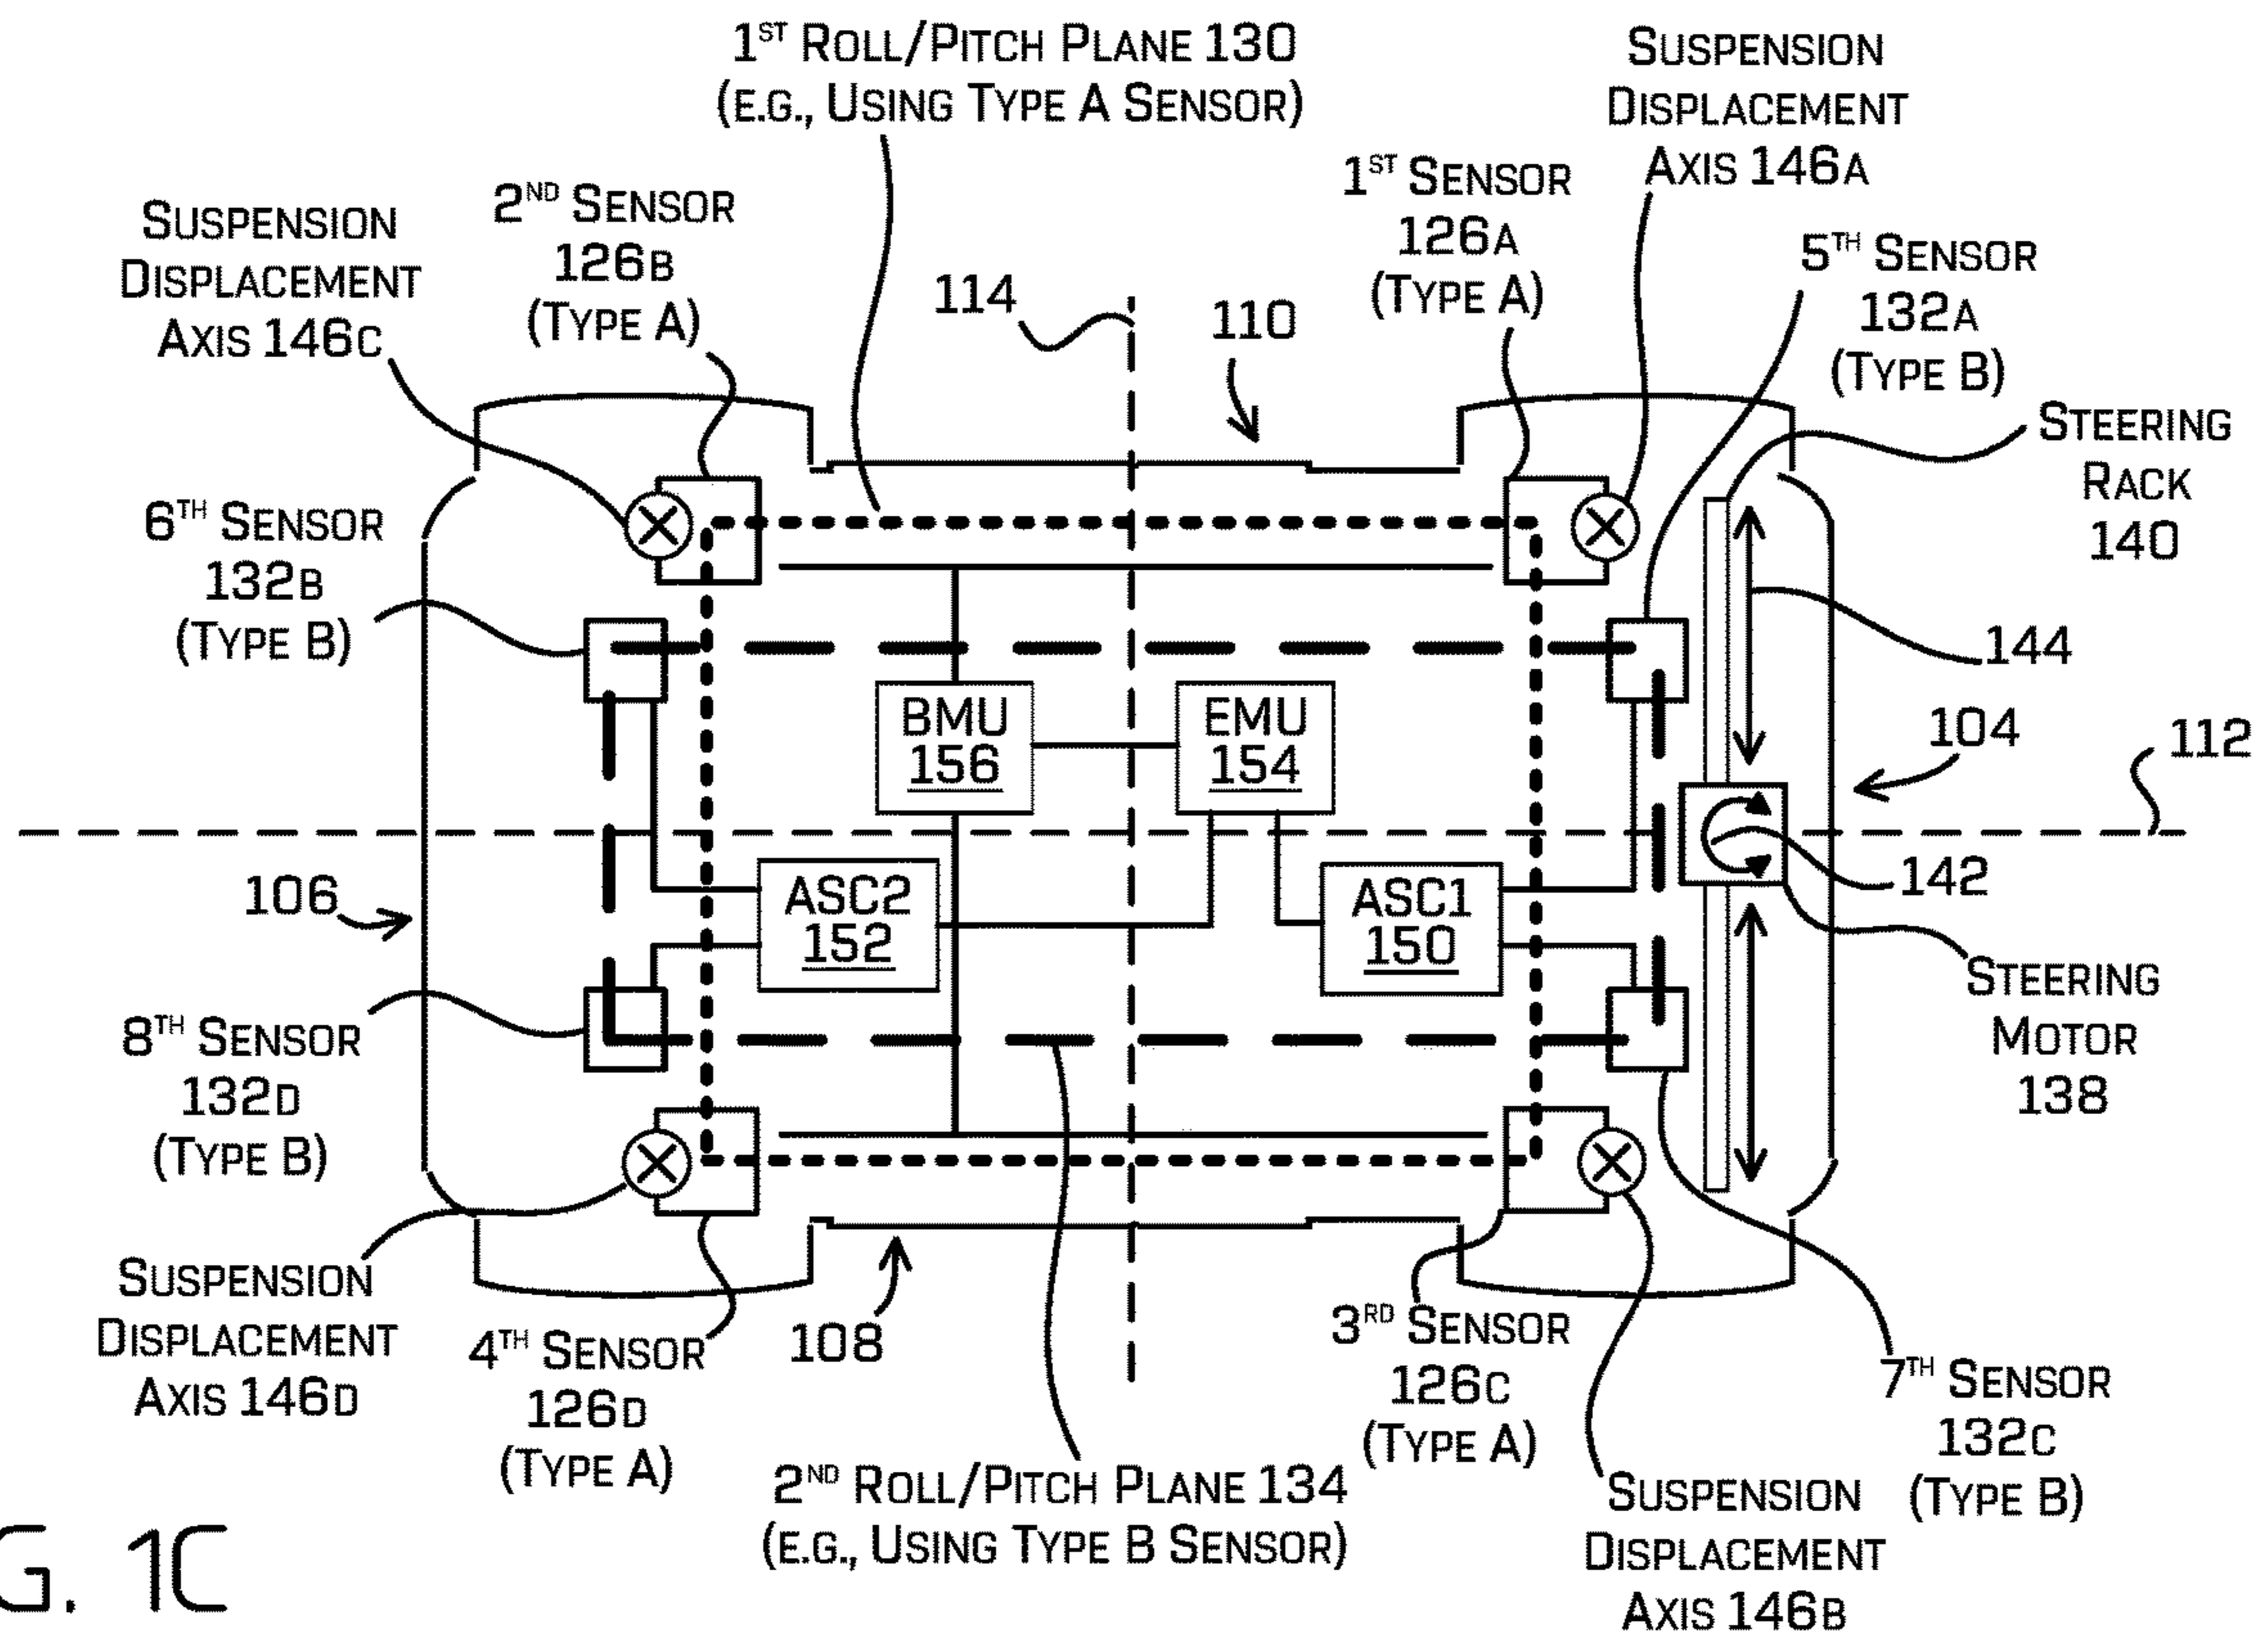 1ST ROLL/PITCH PLANE 130
(E.G., USING TYPE A SENSOR)
SUSPENSION
DISPLACEMENT
AXIS 146A
1ST SENSOR
126A
(TYPE A)
2ND SENSOR
126B
(TYPE A)
SUSPENSION
DISPLACEMENT
AXIS 146C
114
110
5TH SENSOR
132A
(TYPE B)
STEERING
RACK
140
6TH SENSOR
132B
(TYPE B)
144
BMU
156
EMU
154
104
112
106
ASC2
152
ASC1
150
142
STEERING
MOTOR
138
8TH SENSOR
132D
(TYPE B)
SUSPENSION
DISPLACEMENT
AXIS 146D
4TH SENSOR
126D
(TYPE A)
108
3RD SENSOR
126C
(TYPE A)
7TH SENSOR
132C
(TYPE B)
2ND ROLL/PITCH PLANE 134
(E.G., USING TYPE B SENSOR)
SUSPENSION
DISPLACEMENT
AXIS 146B
G. 1C